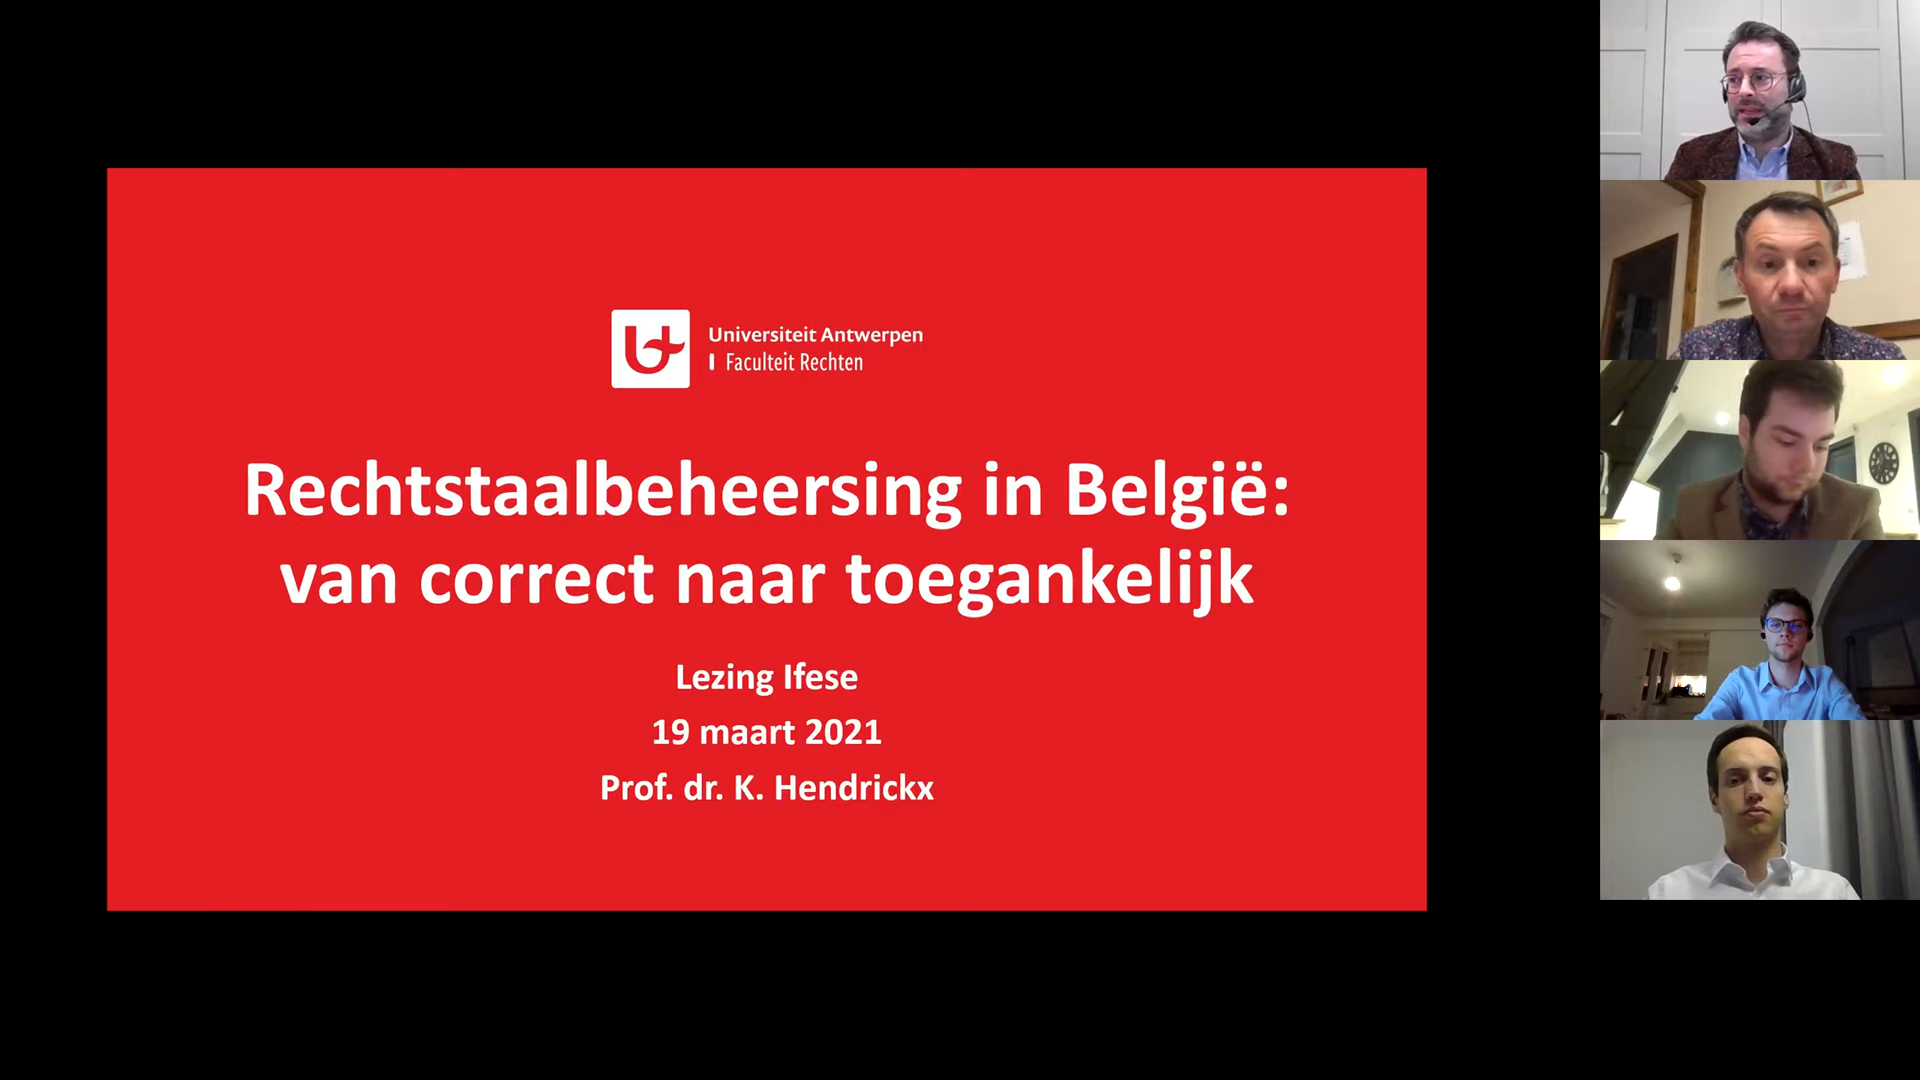 Universiteit Antwerpen
Faculteit Rechten
Rechtstaalbeheersing in België:
van correct naar toegankelijk
Lezing Ifese
19 maart 2021
Prof. dr. K. Hendrickx